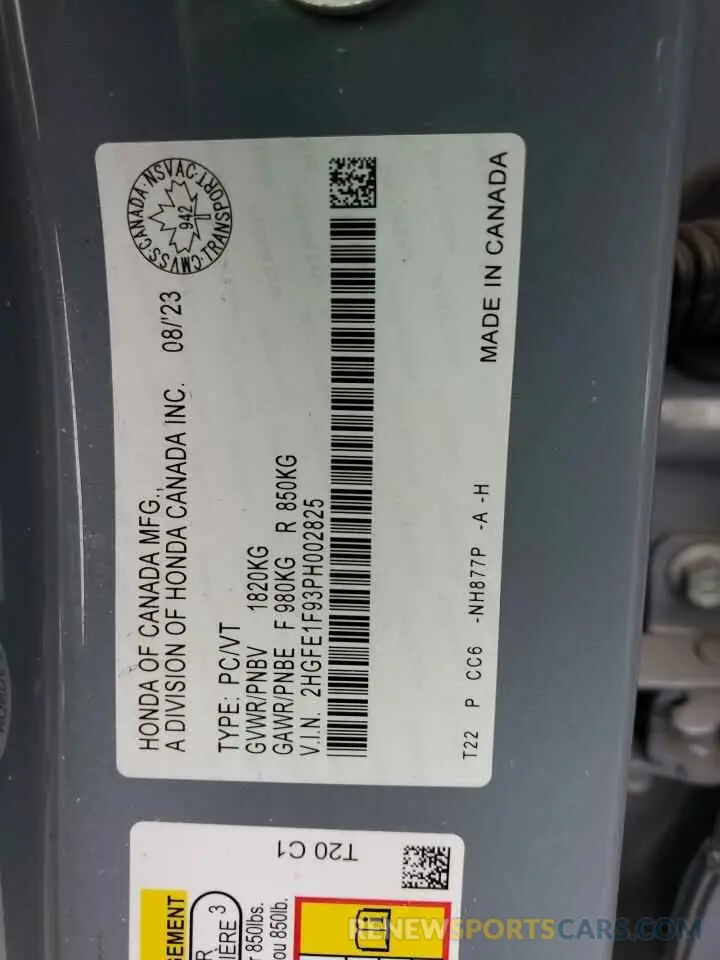 HONDA OF CANADA MFG.,
A DIVISION OF HONDA CANADA INC. 08/'23
CMVSS·CANADA·NSVAC·TRANSPORT·
942
TYPE: PC/VT
GVWR/PNBV 1820KG
GAWR/PNBE F 980KG R 850KG
V.I.N. 2HGFE1F93PH002825
T22 P CC6 -NH877P -A -H
MADE IN CANADA
T20 C1
850lbs.
ou 850lb.
3
RENEWSPORTSCARS.COM